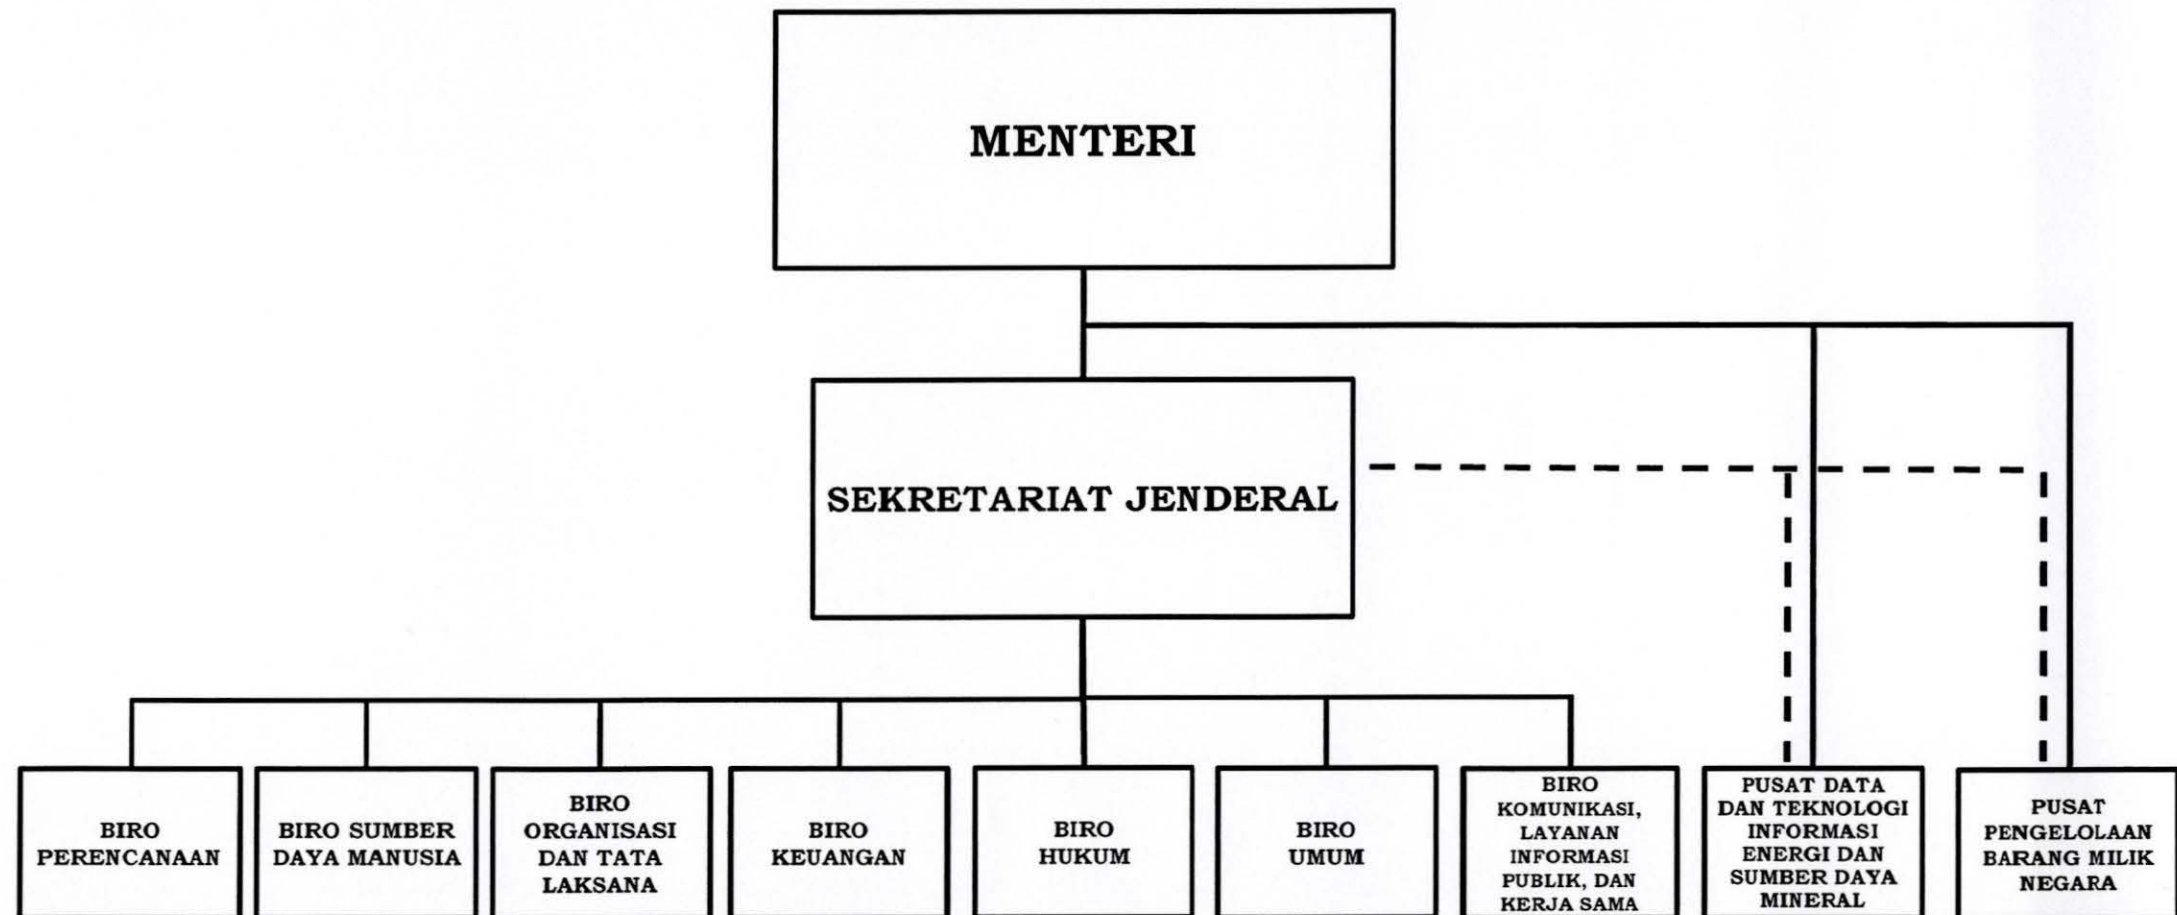 MENTERI
SEKRETARIAT JENDERAL
BIRO
PERENCANAAN
BIRO SUMBER
DAYA MANUSIA
BIRO
ORGANISASI
DAN TATA
LAKSANA
BIRO
KEUANGAN
BIRO
HUKUM
BIRO
UMUM
BIRO
KOMUNIKASI,
LAYANAN
INFORMASI
PUBLIK, DAN
KERJA SAMA
PUSAT DATA
DAN TEKNOLOGI
INFORMASI
ENERGI DAN
SUMBER DAYA
MINERAL
PUSAT
PENGELOLAAN
BARANG MILIK
NEGARA